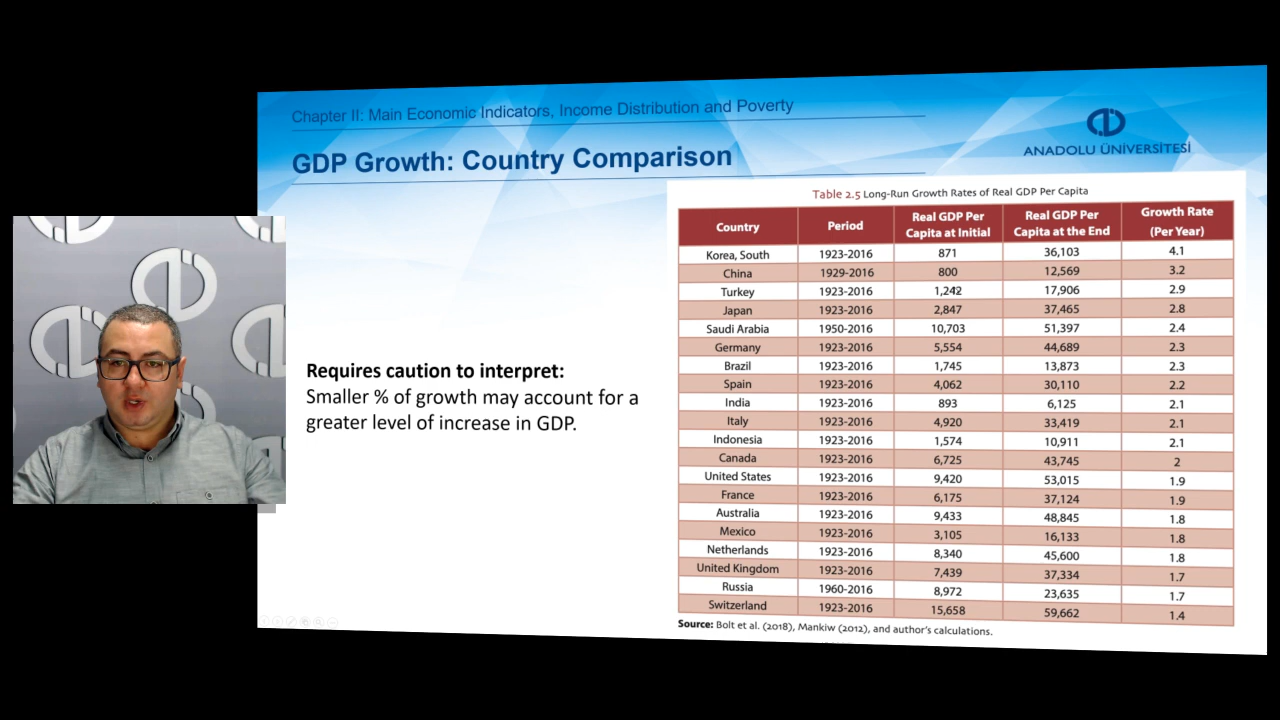 Chapter II: Main Economic Indicators, Income Distribution and Poverty
GDP Growth: Country Comparison
ANADOLU ÜNİVERSİTESİ
Requires caution to interpret:
Smaller % of growth may account for a
greater level of increase in GDP.
Table 2.5 Long-Run Growth Rates of Real GDP Per Capita
Country Period Real GDP Per Capita at Initial Real GDP Per Capita at the End Growth Rate (Per Year)
Korea, South 1923-2016 871 36,103 4.1
China 1929-2016 800 12,569 3.2
Turkey 1923-2016 1,242 17,906 2.9
Japan 1923-2016 2,847 37,465 2.8
Saudi Arabia 1950-2016 10,703 51,397 2.4
Germany 1923-2016 5,554 44,689 2.3
Brazil 1923-2016 1,745 13,873 2.3
Spain 1923-2016 4,062 30,110 2.2
India 1923-2016 893 6,125 2.1
Italy 1923-2016 4,920 33,419 2.1
Indonesia 1923-2016 1,574 10,911 2.1
Canada 1923-2016 6,725 43,745 2
United States 1923-2016 9,420 53,015 1.9
France 1923-2016 6,175 37,124 1.9
Australia 1923-2016 9,433 48,845 1.8
Mexico 1923-2016 3,105 16,133 1.8
Netherlands 1923-2016 8,340 45,600 1.8
United Kingdom 1923-2016 7,439 37,334 1.7
Russia 1960-2016 8,972 23,635 1.7
Switzerland 1923-2016 15,658 59,662 1.4
Source: Bolt et al. (2018), Mankiw (2012), and author's calculations.